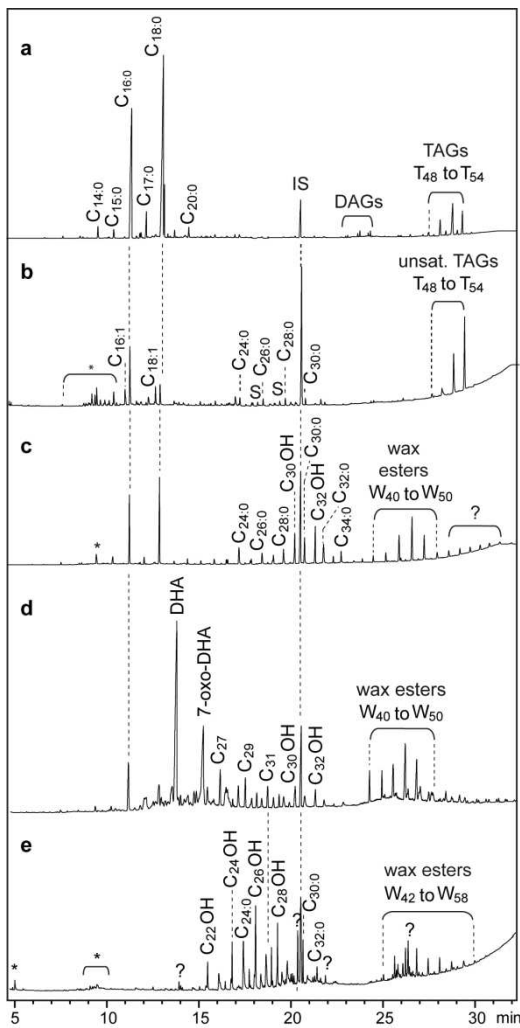 a
C14:0
C15:0
C16:0
C17:0
C18:0
C20:0
IS
DAGs
TAGs
T48 to T54
b
*
C16:1
C18:1
C24:0
S
C26:0
S
C28:0
C30:0
unsat. TAGs
T48 to T54
c
*
C24:0
C26:0
C28:0
C30OH
C30:0
C32OH
C32:0
C34:0
wax
esters
W40 to W50
?
d
DHA
7-oxo-DHA
C27
C29
C31
C30OH
C32OH
wax esters
W40 to W50
e
*
*
?
C22OH
C24OH
C24:0
C26OH
C28OH
?
C30:0
C32:0
?
wax esters
W42 to W58
?
5 10 15 20 25 30 min